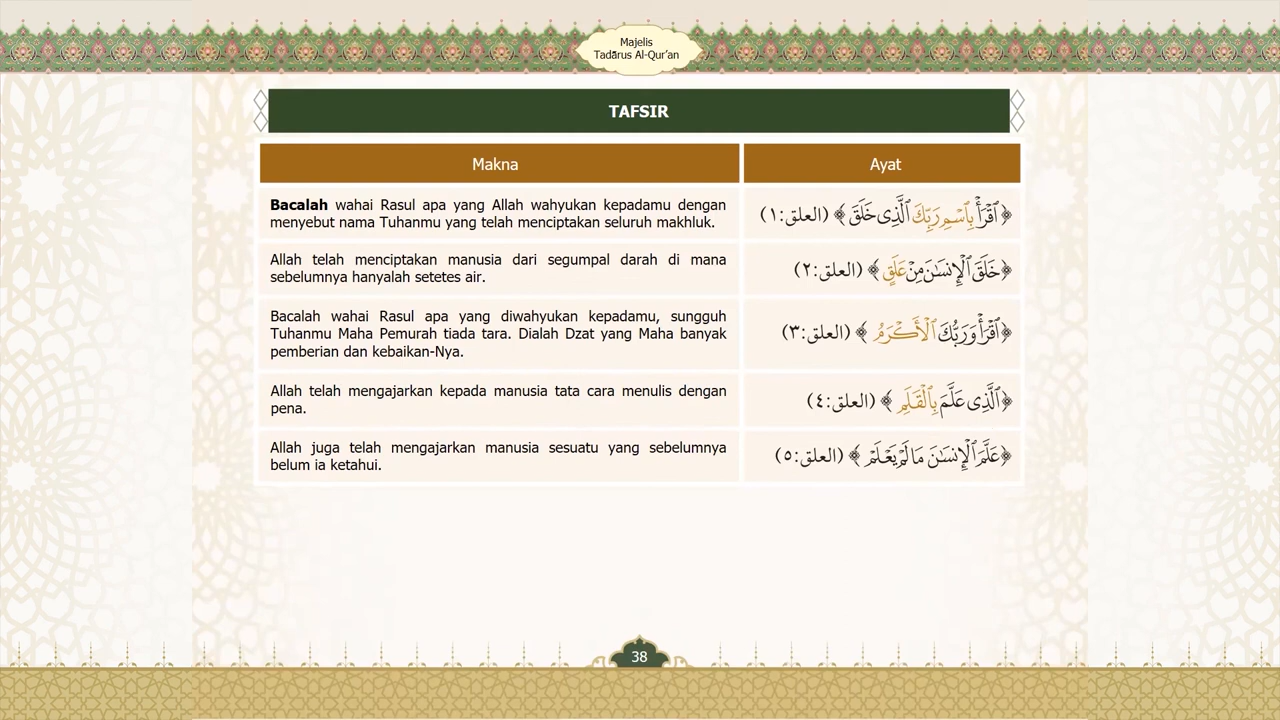 Majelis
Tadārus Al-Qur’an
TAFSIR
Makna
Ayat
Bacalah wahai Rasul apa yang Allah wahyukan kepadamu dengan
menyebut nama Tuhanmu yang telah menciptakan seluruh makhluk.
﴿ٱقۡرَأۡ بِٱسۡمِ رَبِّكَ ٱلَّذِى خَلَقَ﴾ (العلق:١)
Allah telah menciptakan manusia dari segumpal darah di mana
sebelumnya hanyalah setetes air.
﴿خَلَقَ ٱلۡإِنسَٰنَ مِنۡ عَلَقٍ﴾ (العلق:٢)
Bacalah wahai Rasul apa yang diwahyukan kepadamu, sungguh
Tuhanmu Maha Pemurah tiada tara. Dialah Dzat yang Maha banyak
pemberian dan kebaikan-Nya.
﴿ٱقۡرَأۡ وَرَبُّكَ ٱلۡأَكۡرَمُ﴾ (العلق:٣)
Allah telah mengajarkan kepada manusia tata cara menulis dengan
pena.
﴿ٱلَّذِى عَلَّمَ بِٱلۡقَلَمِ﴾ (العلق:٤)
Allah juga telah mengajarkan manusia sesuatu yang sebelumnya
belum ia ketahui.
﴿عَلَّمَ ٱلۡإِنسَٰنَ مَا لَمۡ يَعۡلَمۡ﴾ (العلق:٥)
38